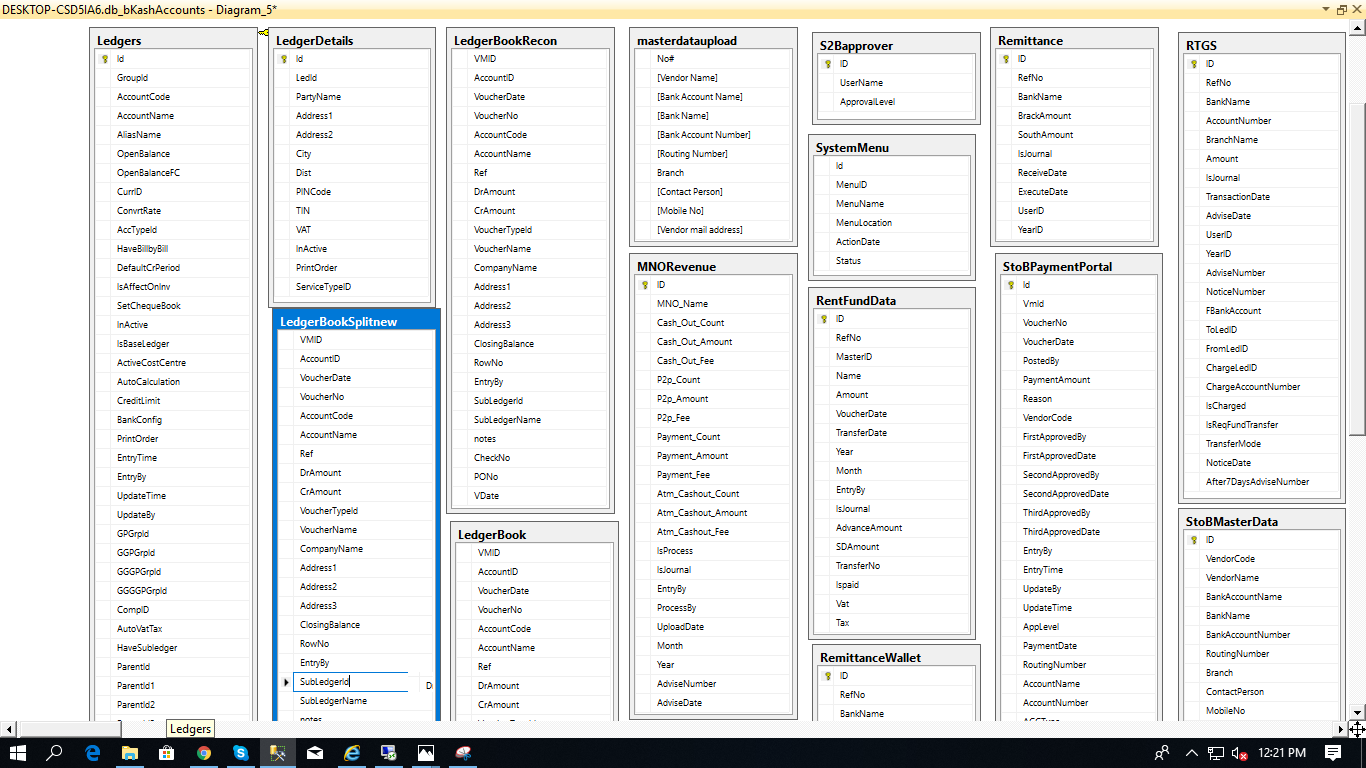 DESKTOP-CSD5IA6.db_bKashAccounts - Diagram_5*
Ledgers
Id
GroupId
AccountCode
AccountName
AliasName
OpenBalance
OpenBalanceFC
CurrID
ConvrtRate
AccTypeId
HaveBillbyBill
DefaultCrPeriod
IsAffectOnInv
SetChequeBook
InActive
IsBaseLedger
ActiveCostCentre
AutoCalculation
CreditLimit
BankConfig
PrintOrder
EntryTime
EntryBy
UpdateTime
UpdateBy
GPGrpId
GGPGrpId
GGGPGrpId
GGGGPGrpId
CompID
AutoVatTax
HaveSubledger
ParentId
ParentId1
ParentId2
LedgerDetails
Id
LedId
PartyName
Address1
Address2
City
Dist
PINCode
TIN
VAT
InActive
PrintOrder
ServiceTypeID
LedgerBookSplitnew
VMID
AccountID
VoucherDate
VoucherNo
AccountCode
AccountName
Ref
DrAmount
CrAmount
VoucherTypeId
VoucherName
CompanyName
Address1
Address2
Address3
ClosingBalance
RowNo
EntryBy
SubLedgerId
SubLedgerName
notes
LedgerBookRecon
VMID
AccountID
VoucherDate
VoucherNo
AccountCode
AccountName
Ref
DrAmount
CrAmount
VoucherTypeId
VoucherName
CompanyName
Address1
Address2
Address3
ClosingBalance
RowNo
EntryBy
SubLedgerId
SubLedgerName
notes
CheckNo
PONo
VDate
LedgerBook
VMID
AccountID
VoucherDate
VoucherNo
AccountCode
AccountName
Ref
DrAmount
CrAmount
masterdataupload
No#
[Vendor Name]
[Bank Account Name]
[Bank Name]
[Bank Account Number]
[Routing Number]
Branch
[Contact Person]
[Mobile No]
[Vendor mail address]
MNORevenue
ID
MNO_Name
Cash_Out_Count
Cash_Out_Amount
Cash_Out_Fee
P2p_Count
P2p_Amount
P2p_Fee
Payment_Count
Payment_Amount
Payment_Fee
Atm_Cashout_Count
Atm_Cashout_Amount
Atm_Cashout_Fee
IsProcess
IsJournal
EntryBy
ProcessBy
UploadDate
Month
Year
AdviseNumber
AdviseDate
S2Bapprover
ID
UserName
ApprovalLevel
SystemMenu
Id
MenuID
MenuName
MenuLocation
ActionDate
Status
RentFundData
ID
RefNo
MasterID
Name
Amount
VoucherDate
TransferDate
Year
Month
EntryBy
IsJournal
AdvanceAmount
SDAmount
TransferNo
Ispaid
Vat
Tax
RemittanceWallet
ID
RefNo
BankName
Remittance
ID
RefNo
BankName
BrackAmount
SouthAmount
IsJournal
ReceiveDate
ExecuteDate
UserID
YearID
StoBPaymentPortal
Id
VmId
VoucherNo
VoucherDate
PostedBy
PaymentAmount
Reason
VendorCode
FirstApprovedBy
FirstApprovedDate
SecondApprovedBy
SecondApprovedDate
ThirdApprovedBy
ThirdApprovedDate
EntryBy
EntryTime
UpdateBy
UpdateTime
AppLevel
PaymentDate
RoutingNumber
AccountName
AccountNumber
RTGS
ID
RefNo
BankName
AccountNumber
BranchName
Amount
IsJournal
TransactionDate
AdviseDate
UserID
YearID
AdviseNumber
NoticeNumber
FBankAccount
ToLedID
FromLedID
ChargeLedID
ChargeAccountNumber
IsCharged
IsReqFundTransfer
TransferMode
NoticeDate
After7DaysAdviseNumber
StoBMasterData
ID
VendorCode
VendorName
BankAccountName
BankName
BankAccountNumber
RoutingNumber
Branch
ContactPerson
MobileNo
Ledgers
12:21 PM